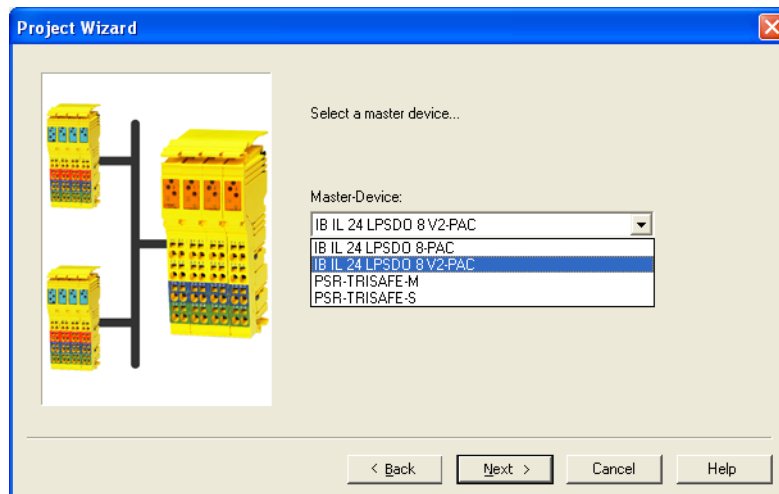 Project Wizard
Select a master device...
Master-Device:
IB IL 24 LPSDO 8 V2-PAC
IB IL 24 LPSDO 8-PAC
IB IL 24 LPSDO 8 V2-PAC
PSR-TRISAFE-M
PSR-TRISAFE-S
< Back Next > Cancel Help